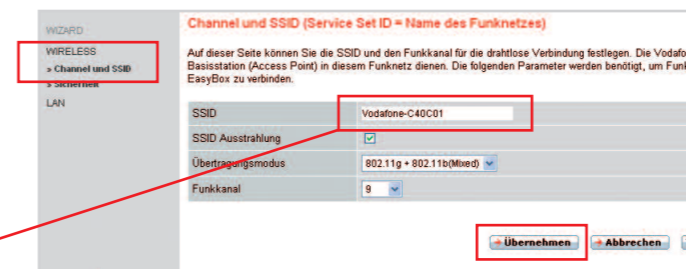 WIZARD
WIRELESS
» Channel und SSID
» Sicherheit
LAN
Channel und SSID (Service Set ID = Name des Funknetzes)
Auf dieser Seite können Sie die SSID und den Funkkanal für die drahtlose Verbindung festlegen. Die Vodafo
Basisstation (Access Point) in diesem Funknetz dienen. Die folgenden Parameter werden benötigt, um Funk
EasyBox zu verbinden.
SSID Vodafone-C40C01
SSID Ausstrahlung
Übertragungsmodus 802.11g + 802.11b(Mixed)
Funkkanal 9
Übernehmen Abbrechen